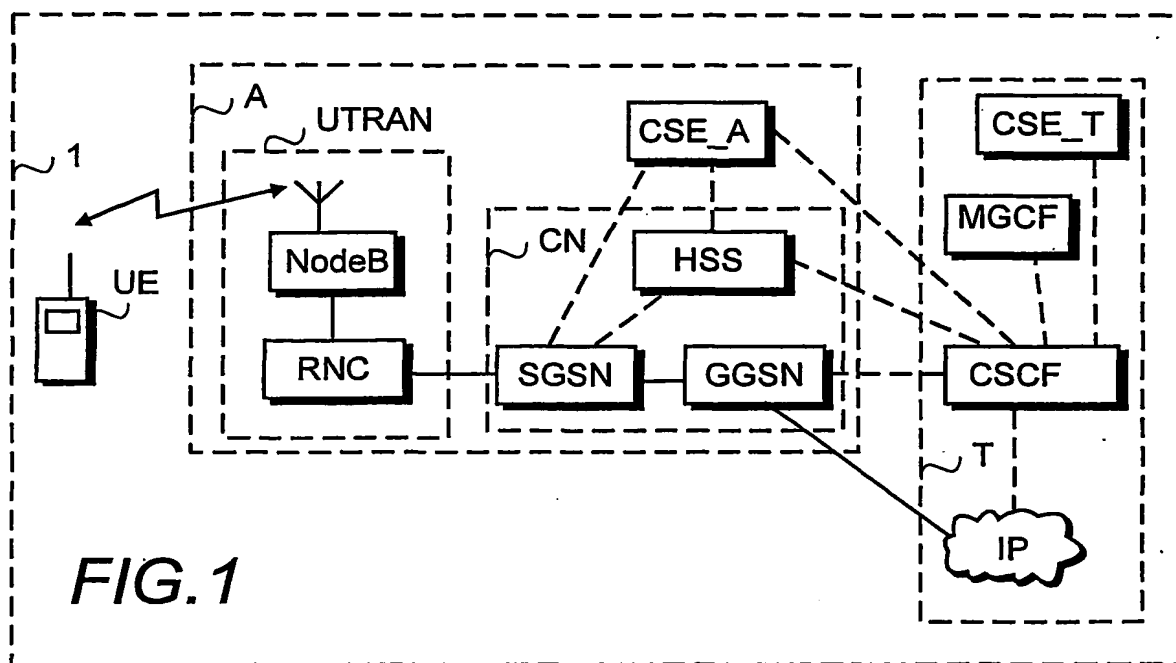 A
UTRAN
1
CSE_A
CSE_T
MGCF
CN
NodeB
HSS
UE
RNC
SGSN
GGSN
CSCF
T
IP
FIG.1